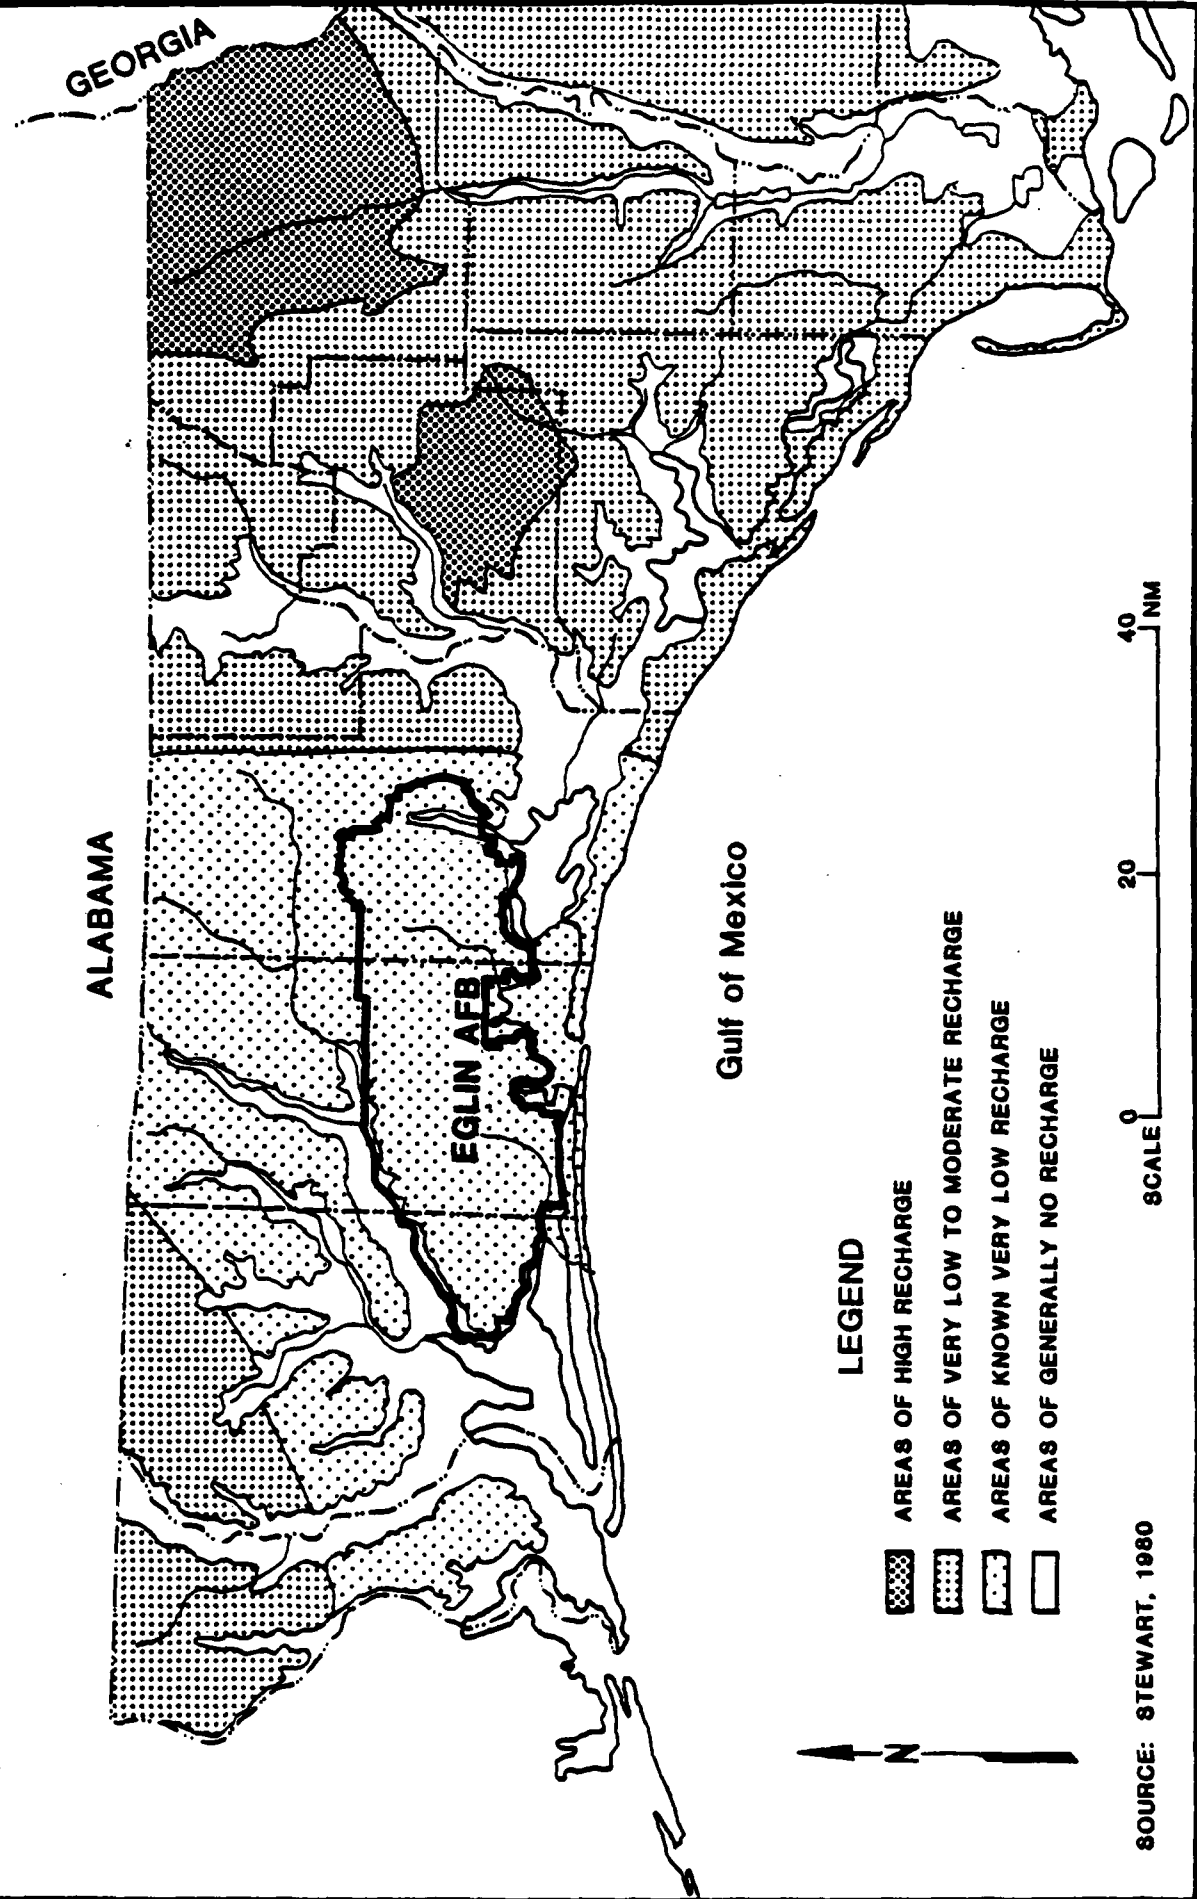 GEORGIA
ALABAMA
EGLIN AFB
Gulf of Mexico
LEGEND
AREAS OF HIGH RECHARGE
AREAS OF VERY LOW TO MODERATE RECHARGE
AREAS OF KNOWN VERY LOW RECHARGE
AREAS OF GENERALLY NO RECHARGE
N
0 20 40
SCALE NM
SOURCE: STEWART, 1980